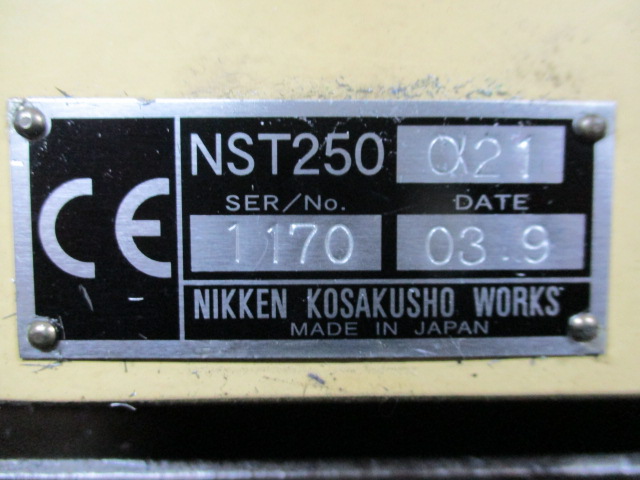 CE
NST250 α21
SER/No. DATE
1170 03.9
NIKKEN KOSAKUSHO WORKS
MADE IN JAPAN